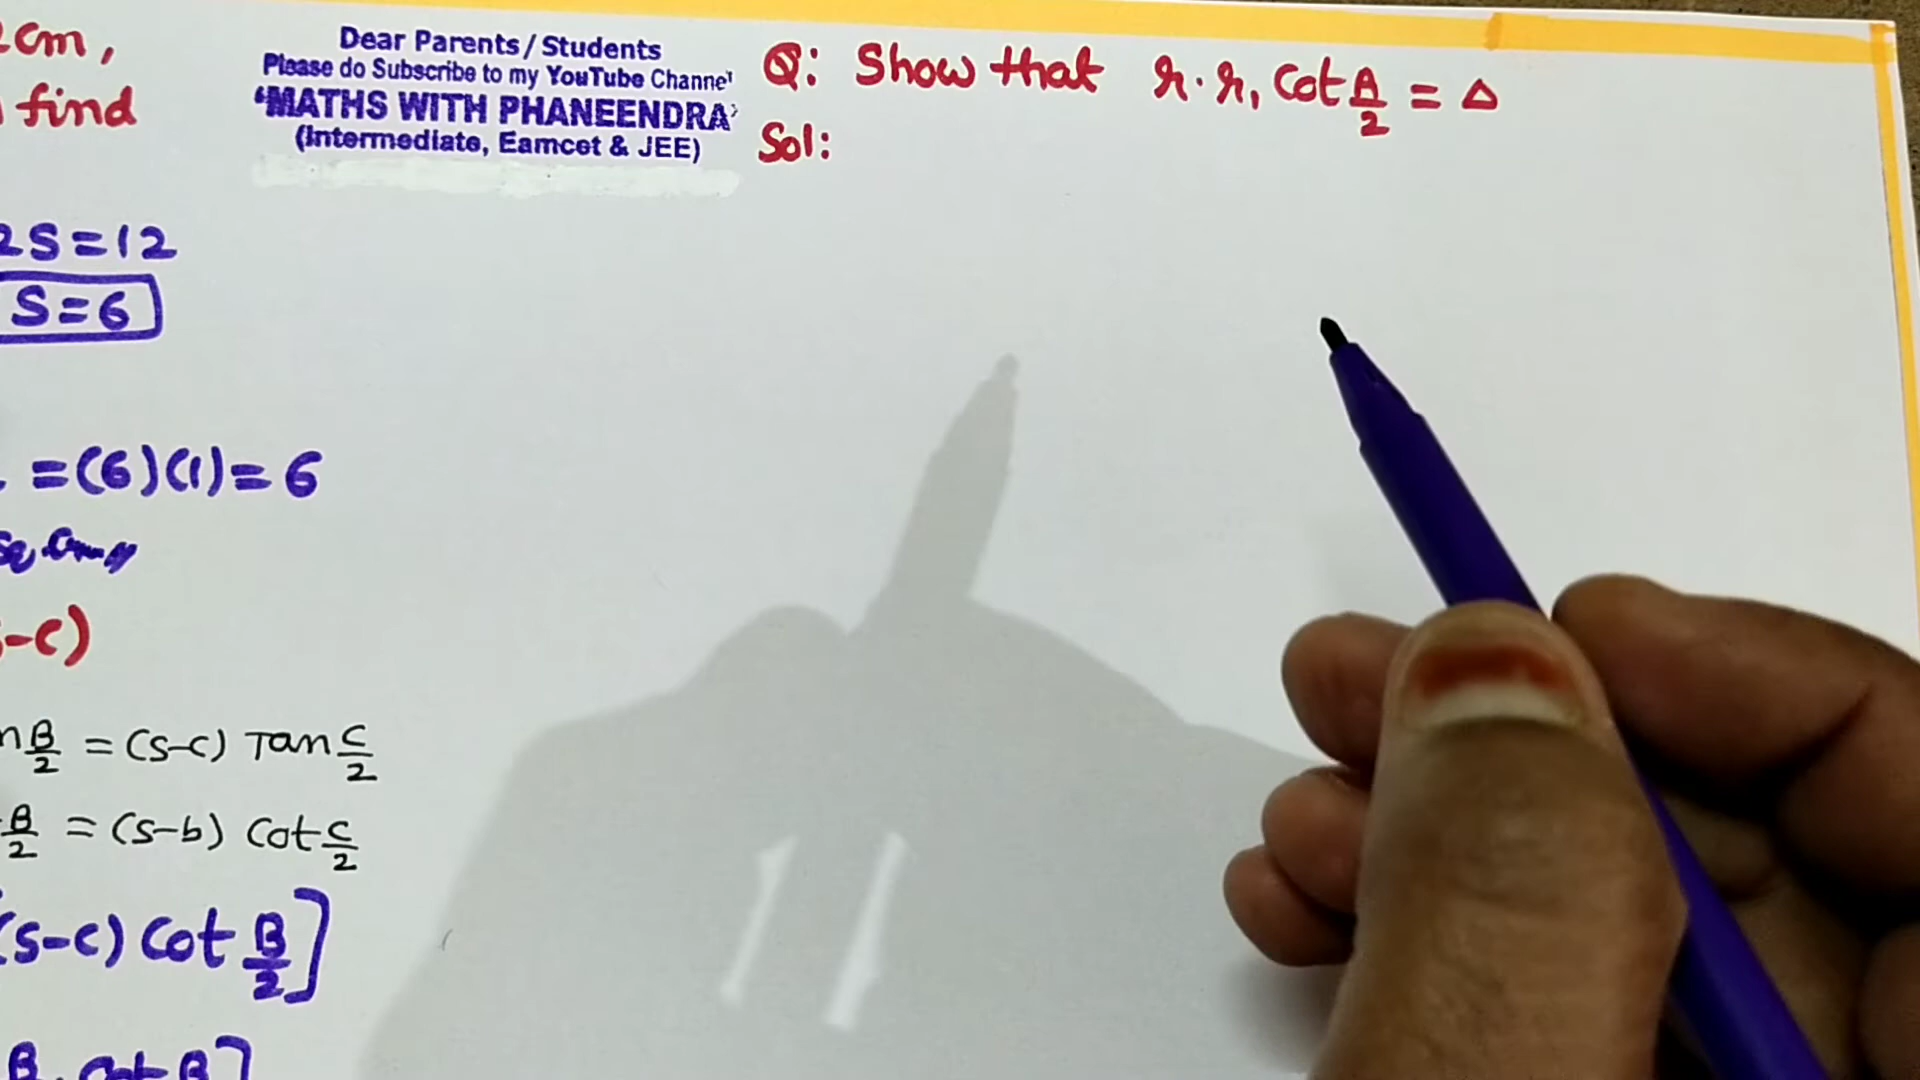 cm,
find
2S=12
S=6
=(6)(1)=6
-c)
B/2 = (s-c) Tan C/2
B/2 = (s-b) Cot C/2
(s-c) Cot B/2]
Dear Parents / Students
Please do Subscribe to my YouTube Channel
'MATHS WITH PHANEENDRA'
(Intermediate, Eamcet & JEE)
Q: Show that r.r₁ Cot A/2 = Δ
Sol: